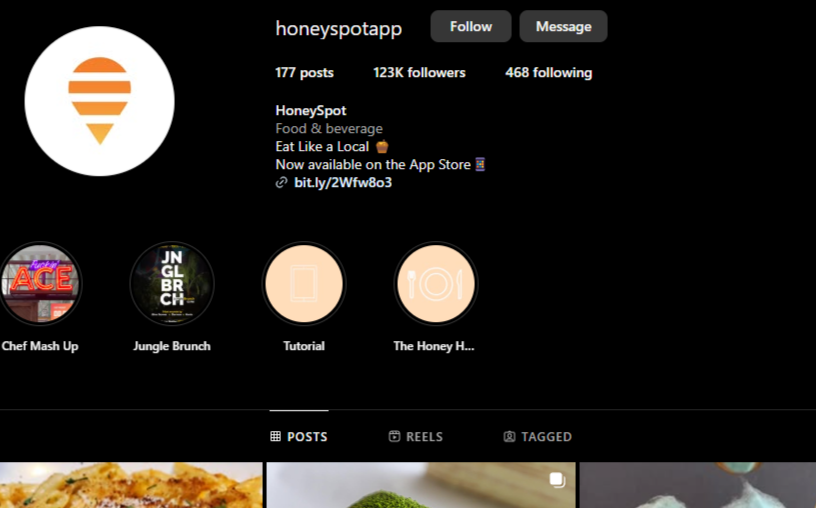 honeyspotapp Follow Message
177 posts 123K followers 468 following
HoneySpot
Food & beverage
Eat Like a Local
Now available on the App Store
bit.ly/2Wfw8o3
fuckin'
ACE
JN
GL
BR
CH
Chef Mash Up Jungle Brunch Tutorial The Honey H...
POSTS REELS TAGGED